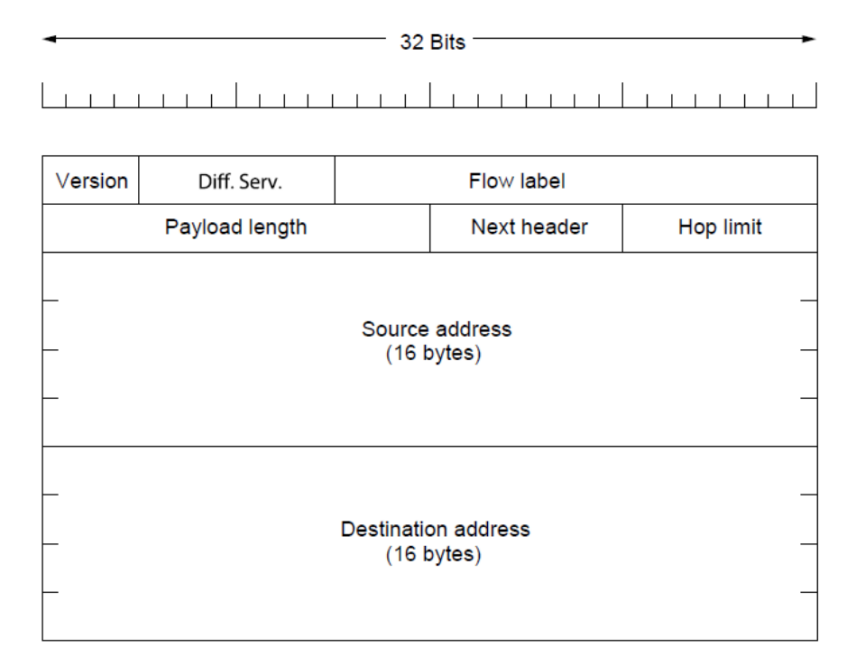 32 Bits
Version Diff. Serv. Flow label
Payload length Next header Hop limit
Source address
(16 bytes)
Destination address
(16 bytes)